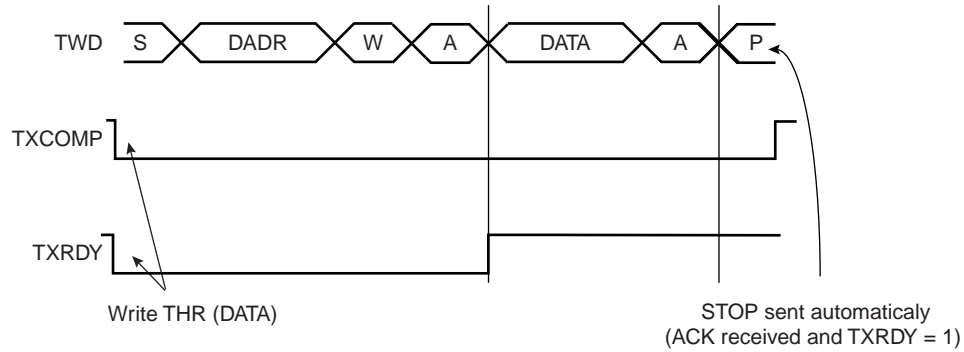 TWD S DADR W A DATA A P
TXCOMP
TXRDY
Write THR (DATA)
STOP sent automaticaly
(ACK received and TXRDY = 1)